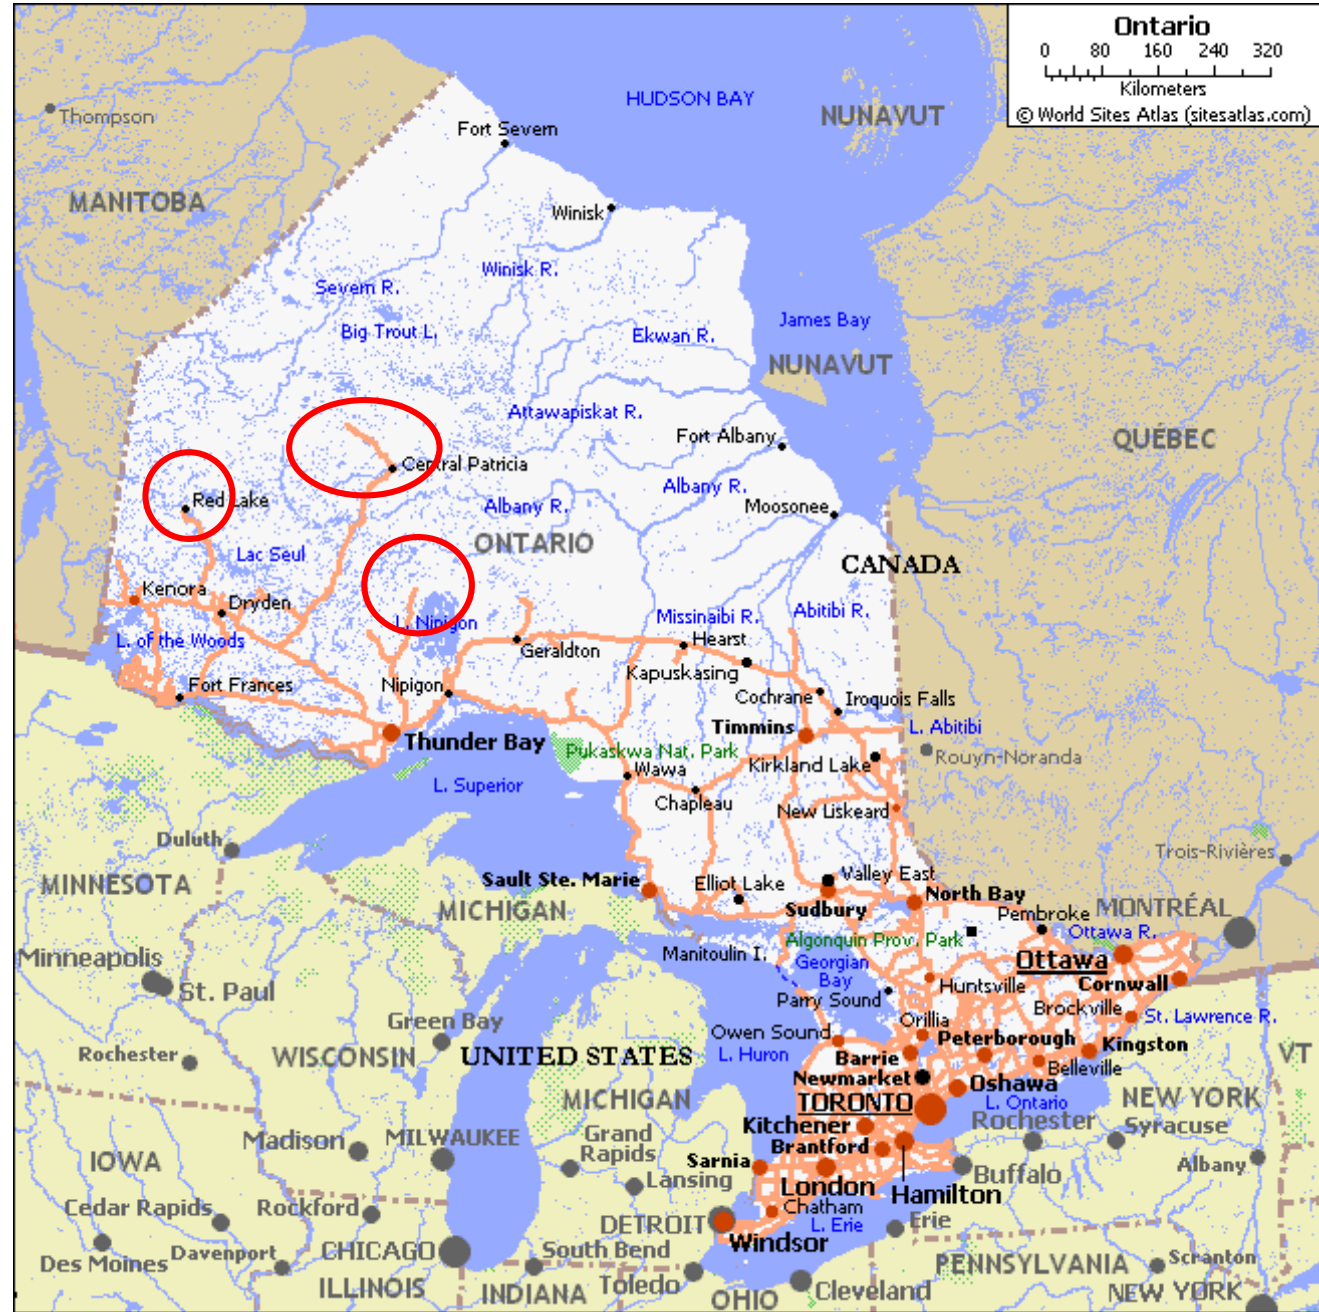 Ontario
0 80 160 240 320
Kilometers
© World Sites Atlas (sitesatlas.com)
HUDSON BAY
NUNAVUT
Thompson
Fort Severn
MANITOBA
Winisk
Winisk R.
Severn R.
Big Trout L.
Ekwan R.
James Bay
NUNAVUT
Attawapiskat R.
Fort Albany
QUÉBEC
Central Patricia
Red Lake
Albany R.
Albany R.
Moosonee
ONTARIO
Lac Seul
CANADA
Kenora
Dryden
L. Nipigon
Missinaibi R.
Abitibi R.
L. of the Woods
Geraldton
Hearst
Kapuskasing
Fort Frances
Nipigon
Cochrane
Iroquois Falls
Timmins
L. Abitibi
Thunder Bay
Pukaskwa Nat. Park
Kirkland Lake
Rouyn-Noranda
Wawa
L. Superior
Chapleau
New Liskeard
Duluth
Trois-Rivières
MINNESOTA
Sault Ste. Marie
Elliot Lake
Valley East
North Bay
MICHIGAN
Sudbury
Pembroke
MONTRÉAL
Ottawa R.
Algonquin Prov. Park
Manitoulin I.
Georgian
Bay
Ottawa
Minneapolis
St. Paul
Huntsville
Cornwall
Parry Sound
Brockville
St. Lawrence R.
Green Bay
Orillia
Owen Sound
Peterborough
Rochester
WISCONSIN
UNITED STATES
L. Huron
Barrie
Kingston
VT
Belleville
Newmarket
Oshawa
MICHIGAN
TORONTO
L. Ontario
NEW YORK
Kitchener
Rochester
Syracuse
Madison
MILWAUKEE
Grand
Rapids
Brantford
IOWA
Sarnia
Lansing
London
Hamilton
Buffalo
Albany
Cedar Rapids
Rockford
Chatham
DETROIT
L. Erie
Erie
Windsor
Des Moines
Davenport
CHICAGO
South Bend
Toledo
Cleveland
PENNSYLVANIA
Scranton
ILLINOIS
INDIANA
OHIO
NEW YORK